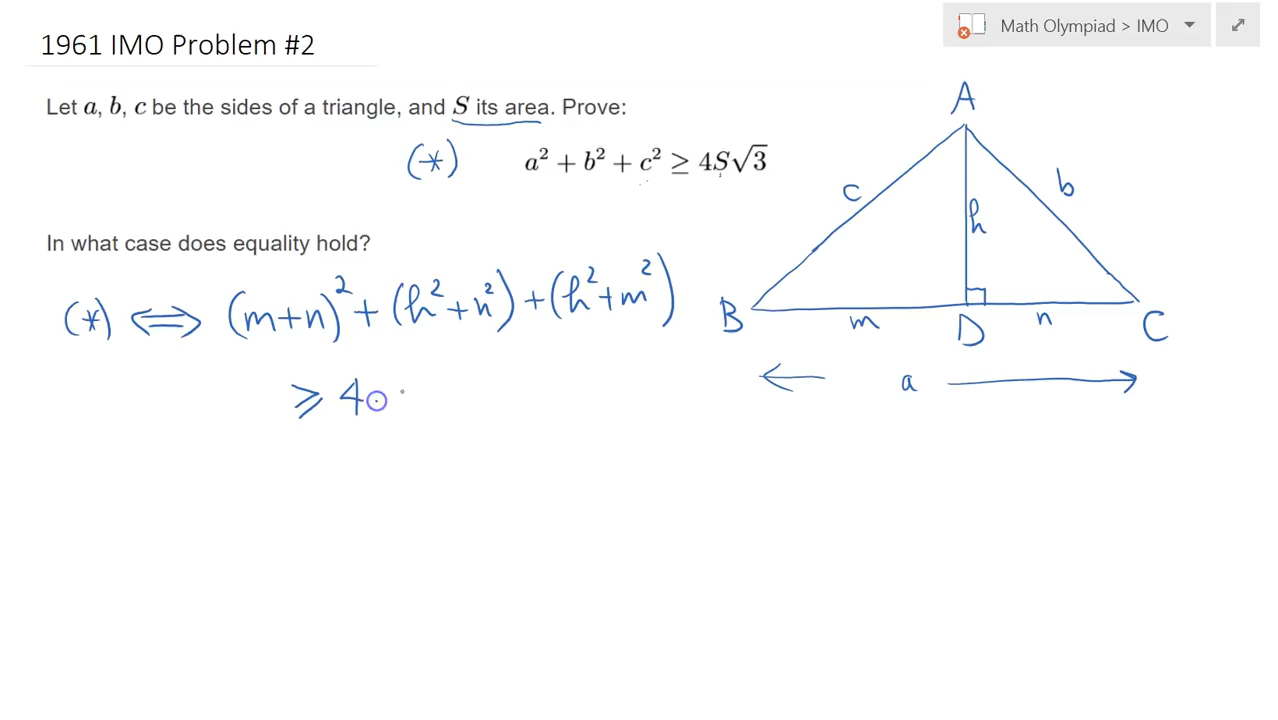 1961 IMO Problem #2
Math Olympiad > IMO
Let a, b, c be the sides of a triangle, and S its area. Prove:
(*) a² + b² + c² ≥ 4S√3
In what case does equality hold?
(*) ⟺ (m+n)² + (h²+n²) + (h²+m²)
≥ 4
A
c
b
h
B
m
D
n
C
a